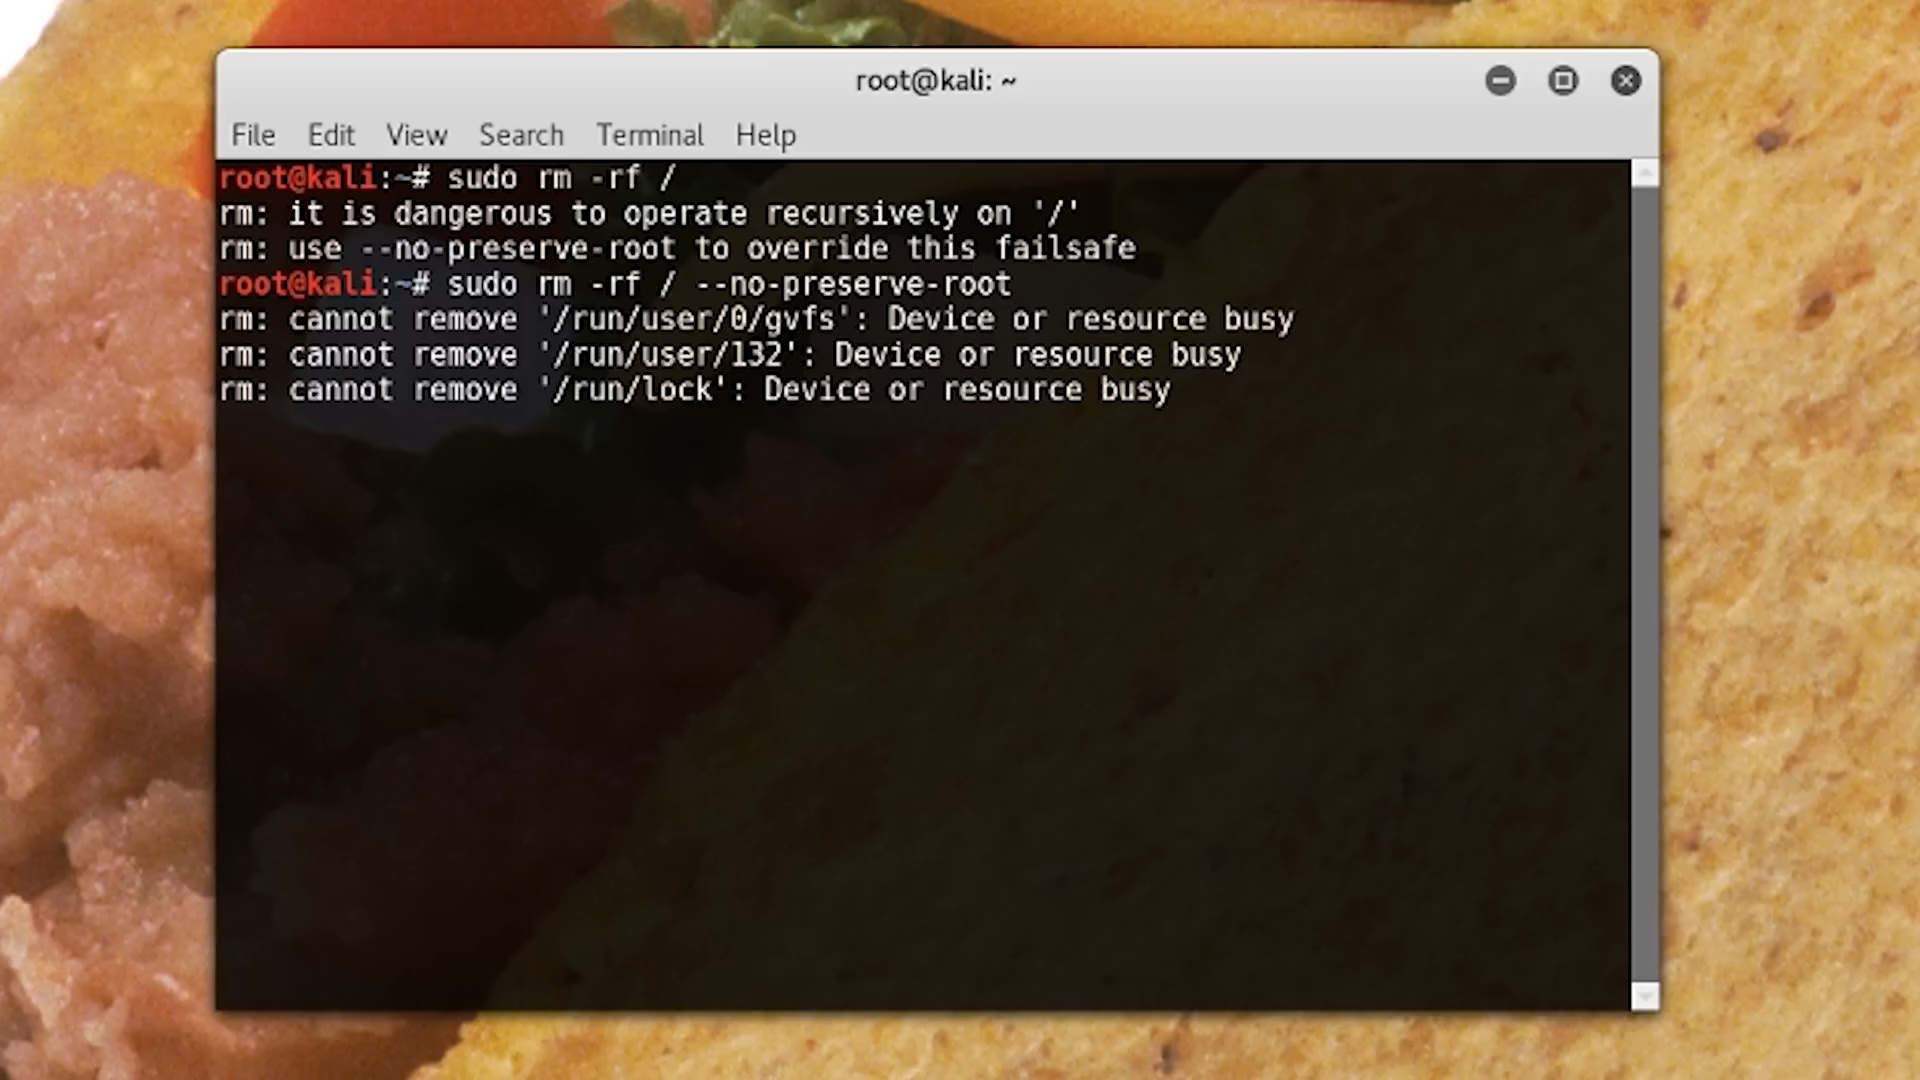 root@kali: ~
File Edit View Search Terminal Help
root@kali:~# sudo rm -rf /
rm: it is dangerous to operate recursively on '/'
rm: use --no-preserve-root to override this failsafe
root@kali:~# sudo rm -rf / --no-preserve-root
rm: cannot remove '/run/user/0/gvfs': Device or resource busy
rm: cannot remove '/run/user/132': Device or resource busy
rm: cannot remove '/run/lock': Device or resource busy